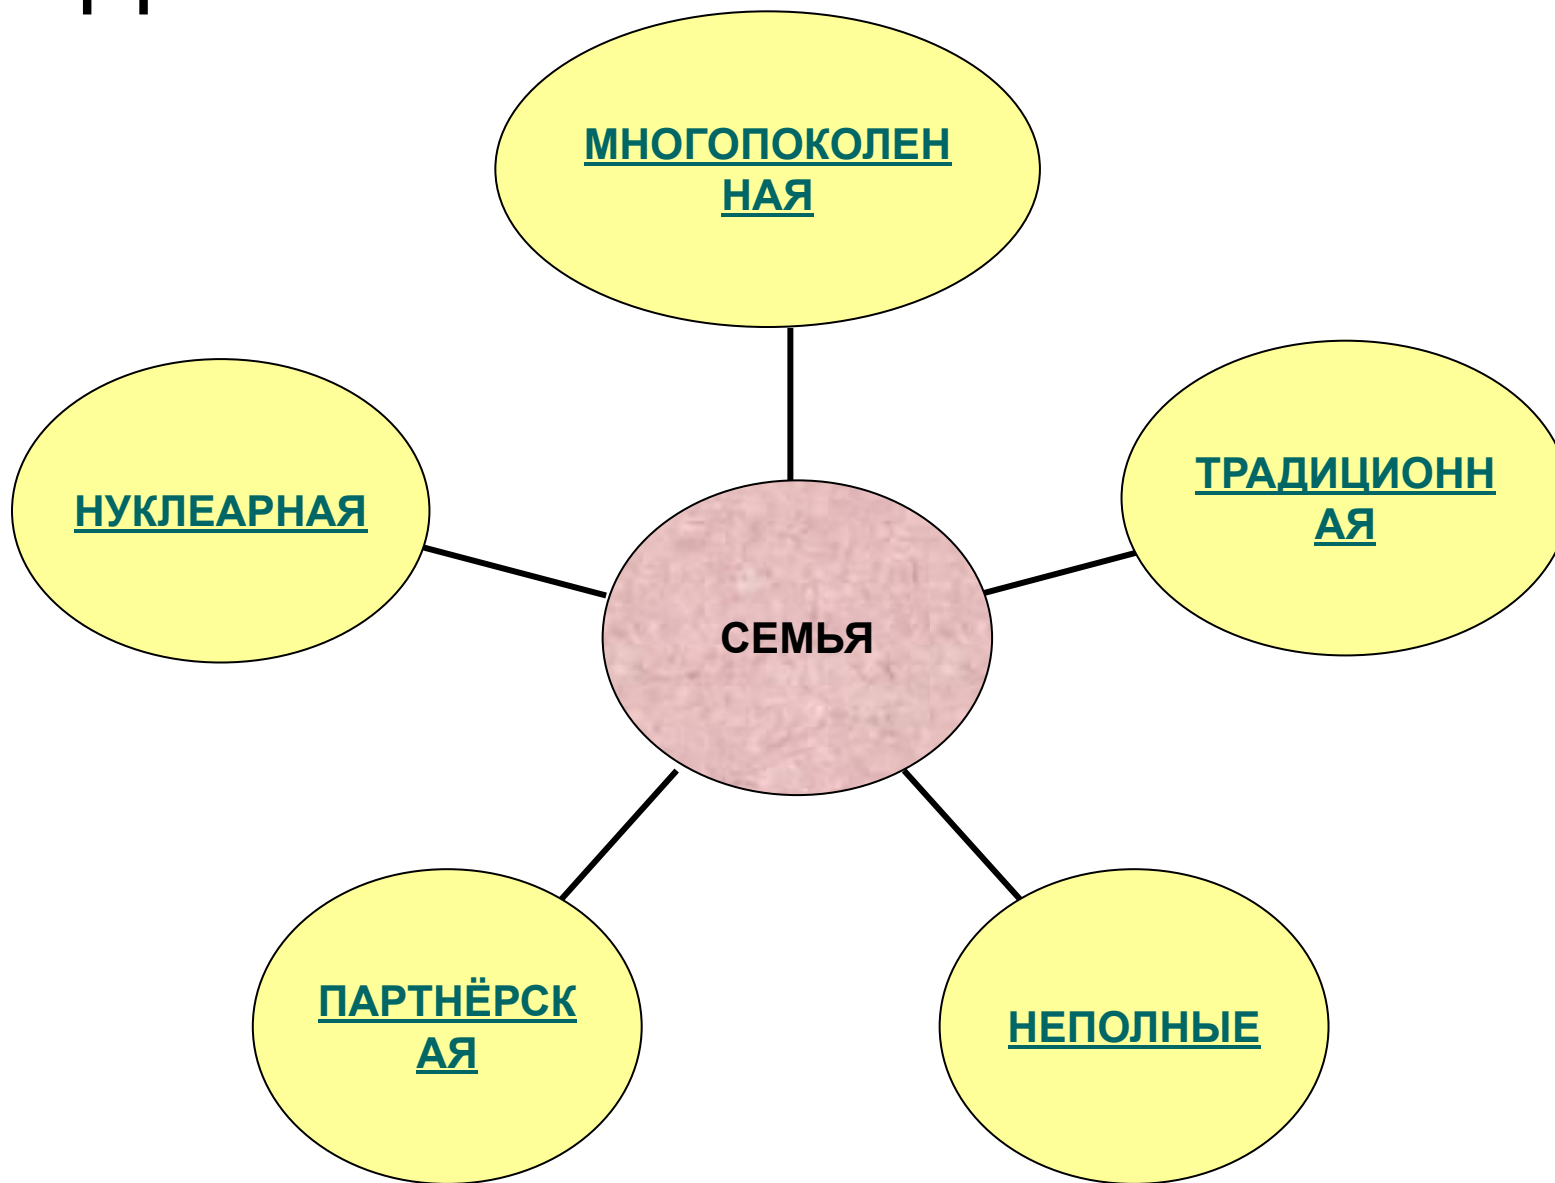 МНОГОПОКОЛЕН
НАЯ
НУКЛЕАРНАЯ
ТРАДИЦИОНН
АЯ
СЕМЬЯ
ПАРТНЁРСК
АЯ
НЕПОЛНЫЕ